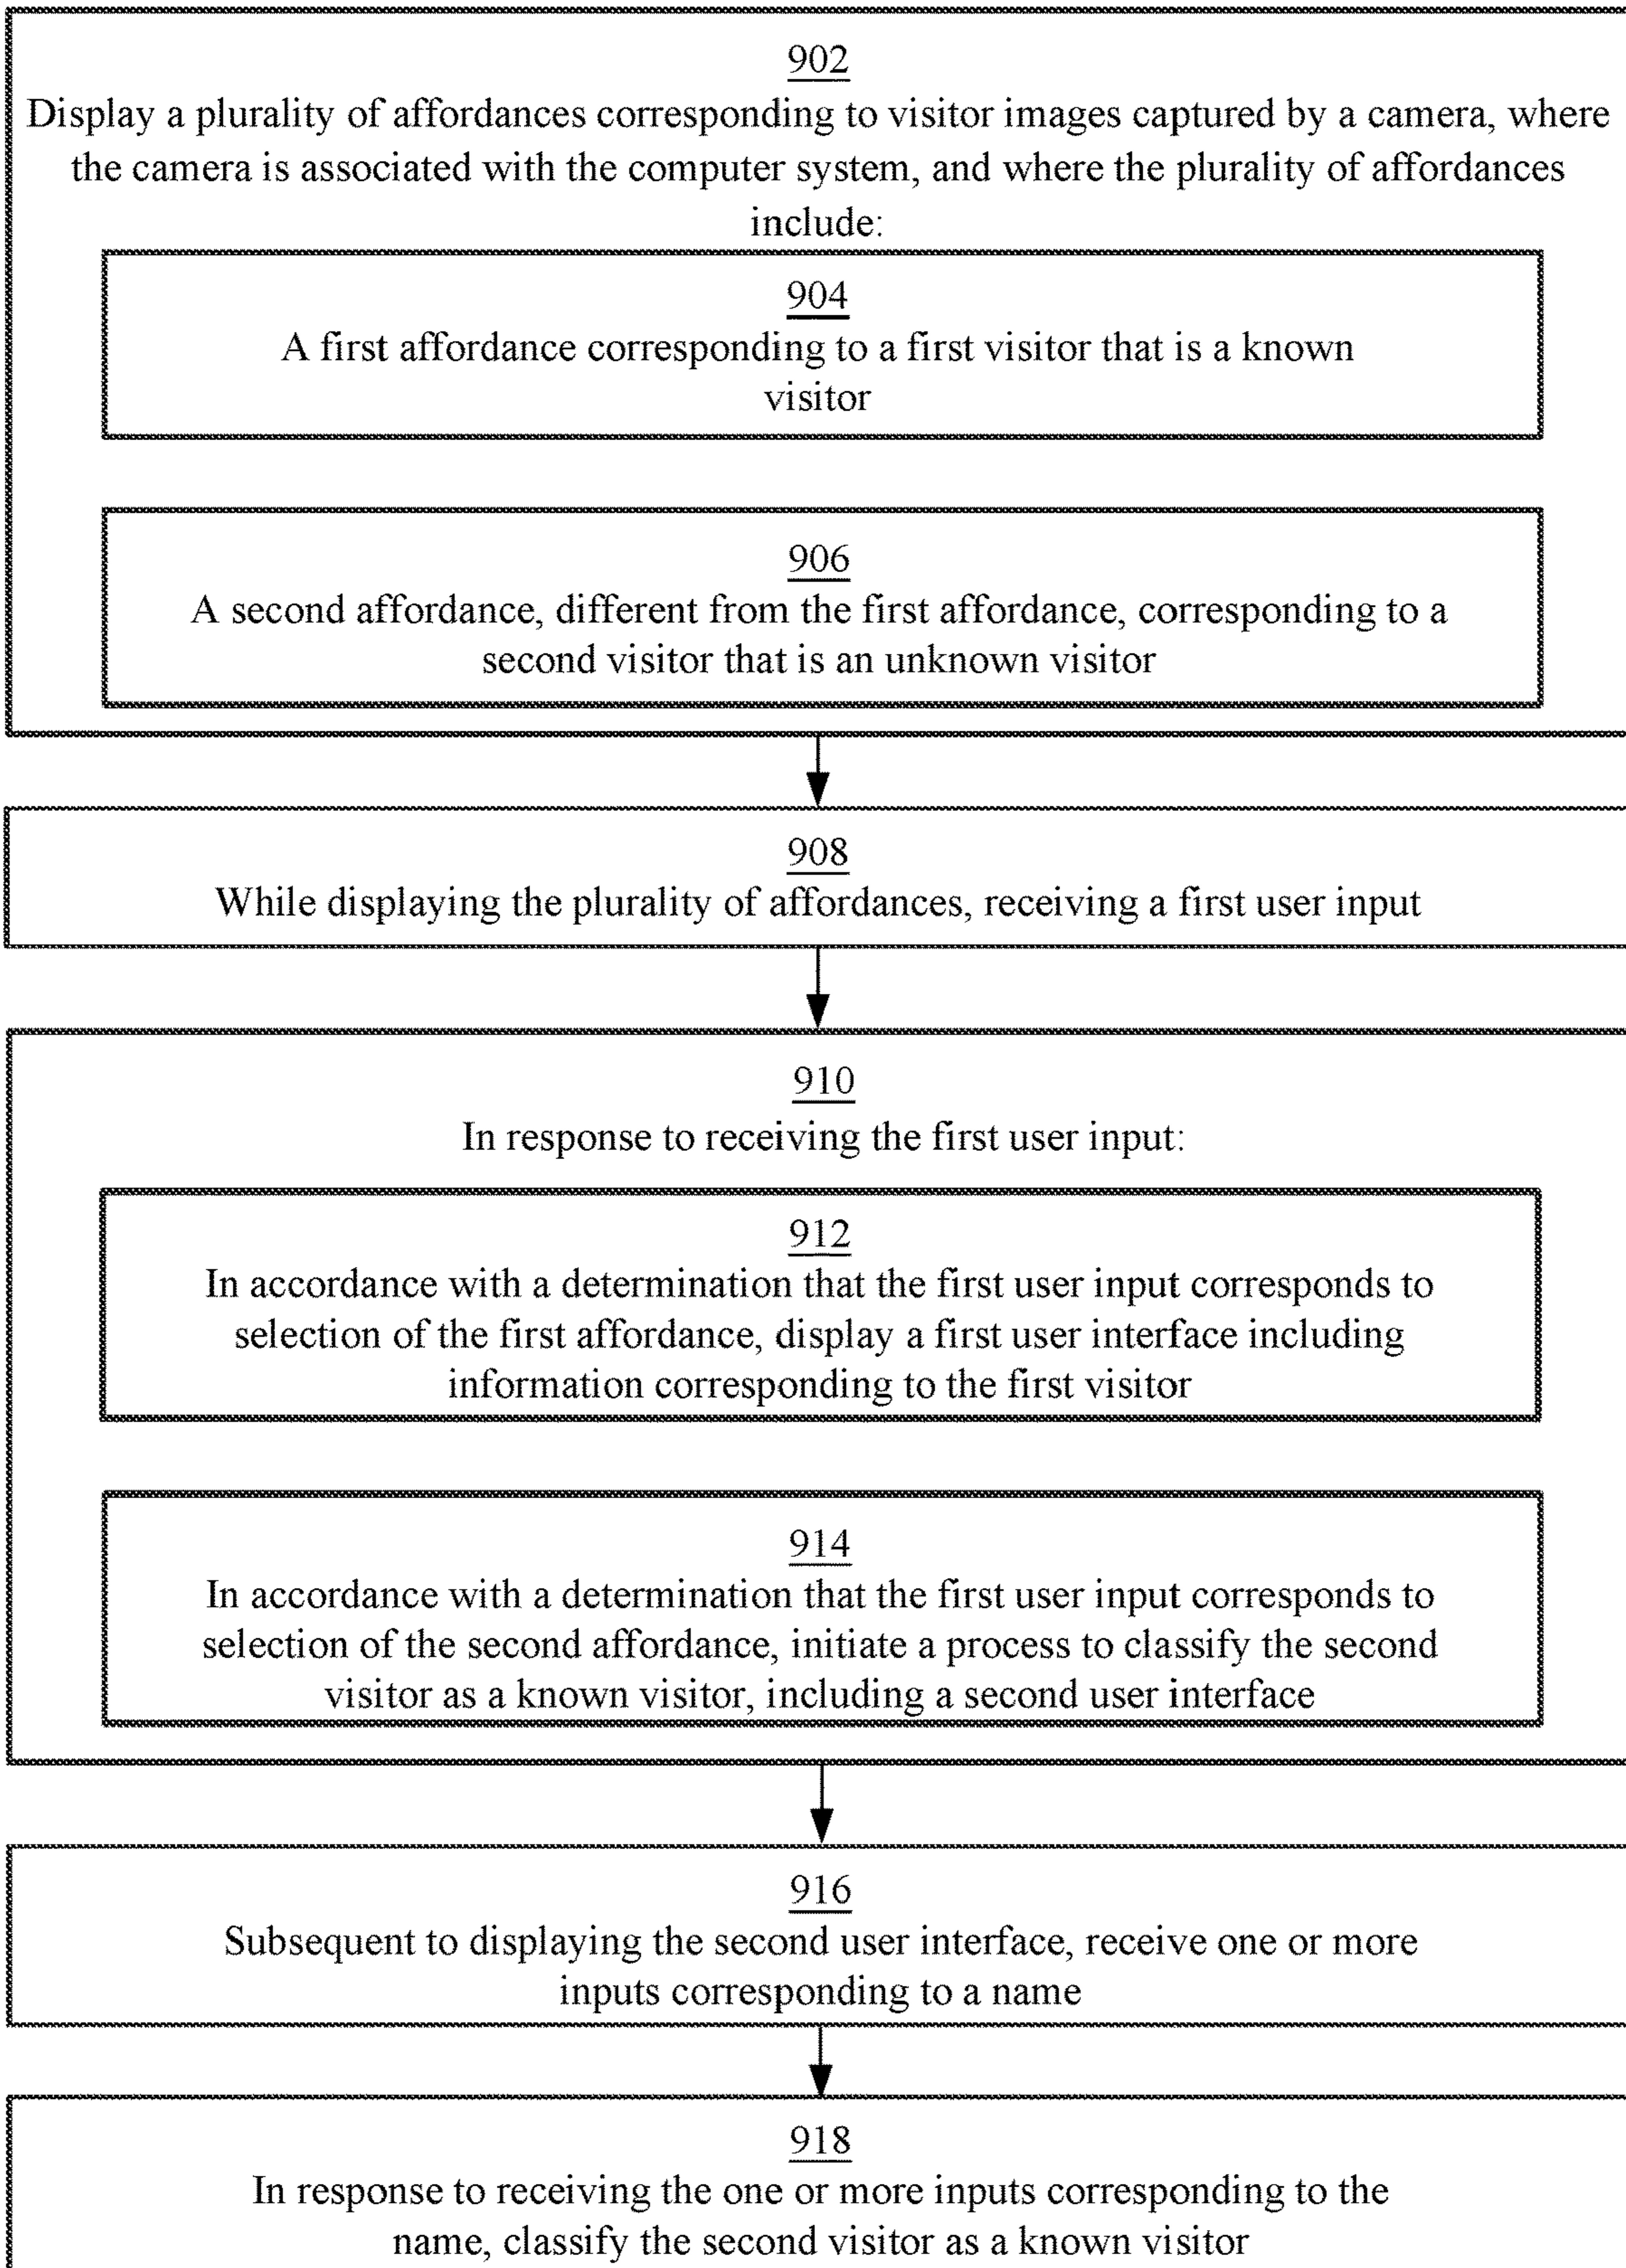 902
Display a plurality of affordances corresponding to visitor images captured by a camera, where
the camera is associated with the computer system, and where the plurality of affordances
include:
904
A first affordance corresponding to a first visitor that is a known
visitor
906
A second affordance, different from the first affordance, corresponding to a
second visitor that is an unknown visitor
908
While displaying the plurality of affordances, receiving a first user input
910
In response to receiving the first user input:
912
In accordance with a determination that the first user input corresponds to
selection of the first affordance, display a first user interface including
information corresponding to the first visitor
914
In accordance with a determination that the first user input corresponds to
selection of the second affordance, initiate a process to classify the second
visitor as a known visitor, including a second user interface
916
Subsequent to displaying the second user interface, receive one or more
inputs corresponding to a name
918
In response to receiving the one or more inputs corresponding to the
name, classify the second visitor as a known visitor